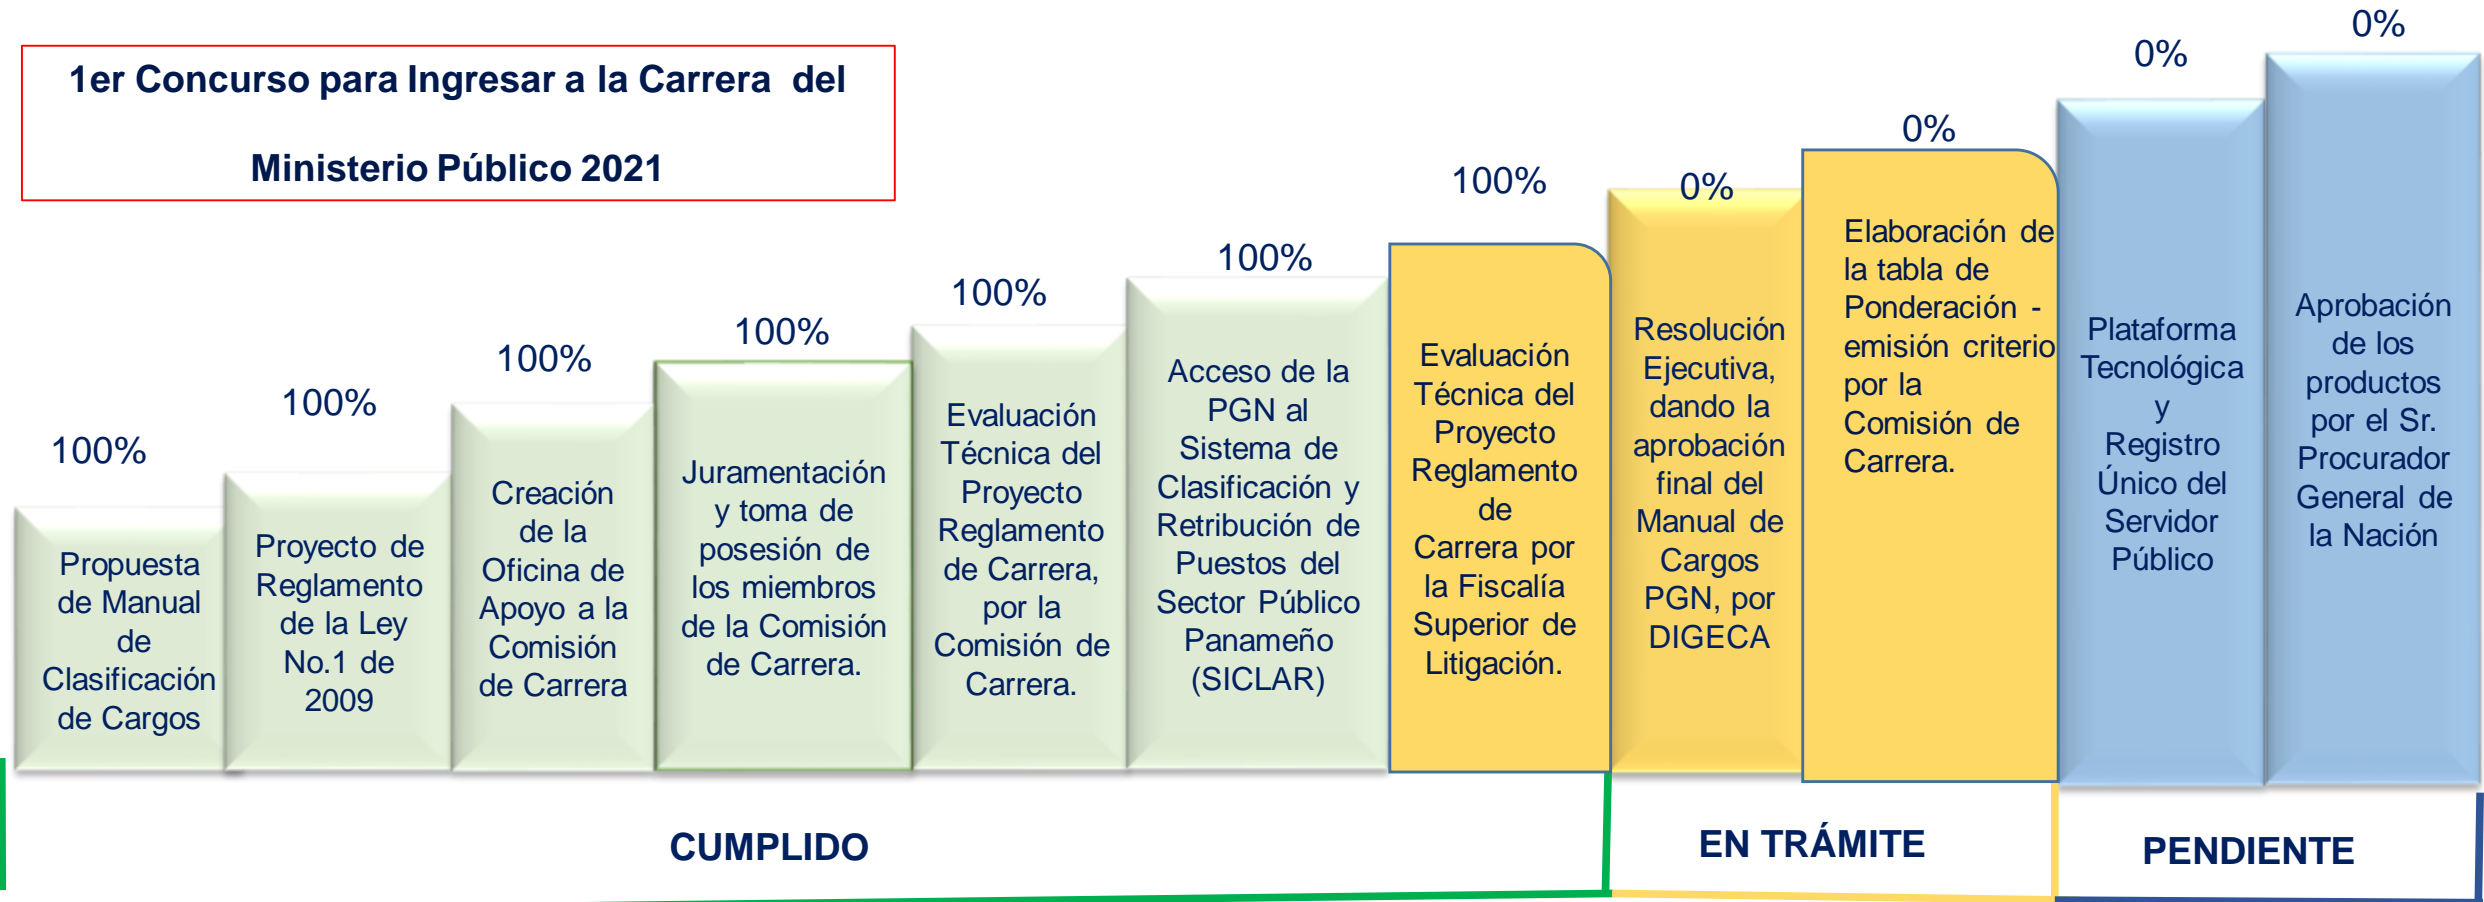 1er Concurso para Ingresar a la Carrera del
Ministerio Público 2021
100%
Propuesta
de Manual
de
Clasificación
de Cargos
100%
Proyecto de
Reglamento
de la Ley
No.1 de
2009
100%
Creación
de la
Oficina de
Apoyo a la
Comisión
de Carrera
100%
Juramentación
y toma de
posesión de
los miembros
de la Comisión
de Carrera.
100%
Evaluación
Técnica del
Proyecto
Reglamento
de Carrera,
por la
Comisión de
Carrera.
100%
Acceso de la
PGN al
Sistema de
Clasificación y
Retribución de
Puestos del
Sector Público
Panameño
(SICLAR)
100%
Evaluación
Técnica del
Proyecto
Reglamento
de
Carrera por
la Fiscalía
Superior de
Litigación.
0%
Resolución
Ejecutiva,
dando la
aprobación
final del
Manual de
Cargos
PGN, por
DIGECA
0%
Elaboración de
la tabla de
Ponderación -
emisión criterio
por la
Comisión de
Carrera.
0%
Plataforma
Tecnológica
y
Registro
Único del
Servidor
Público
0%
Aprobación
de los
productos
por el Sr.
Procurador
General de
la Nación
CUMPLIDO
EN TRÁMITE
PENDIENTE